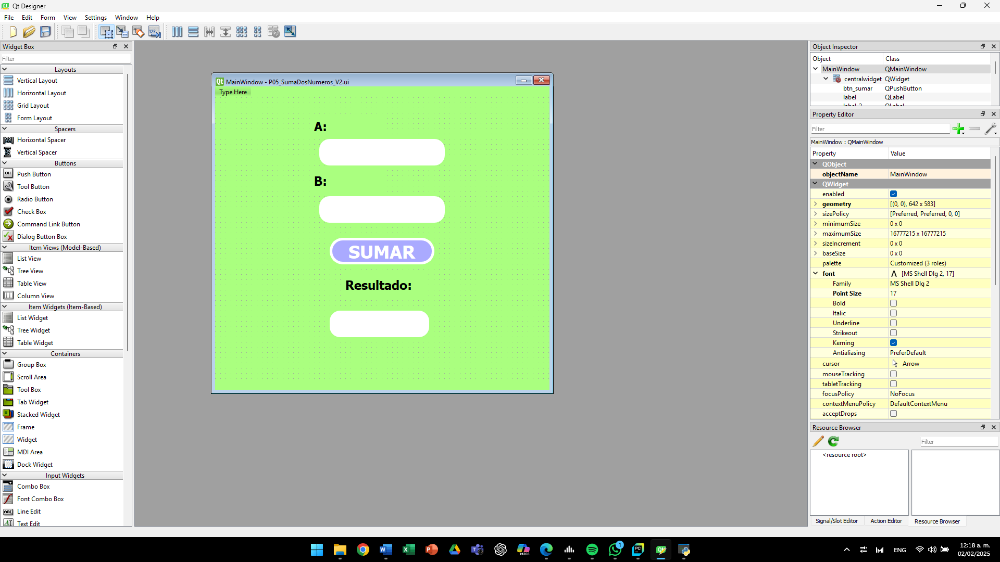 Qt Designer
File Edit Form View Settings Window Help
Widget Box
Filter
Layouts
Vertical Layout
Horizontal Layout
Grid Layout
Form Layout
Spacers
Horizontal Spacer
Vertical Spacer
Buttons
Push Button
Tool Button
Radio Button
Check Box
Command Link Button
Dialog Button Box
Item Views (Model-Based)
List View
Tree View
Table View
Column View
Item Widgets (Item-Based)
List Widget
Tree Widget
Table Widget
Containers
Group Box
Scroll Area
Tool Box
Tab Widget
Stacked Widget
Frame
Widget
MDI Area
Dock Widget
Input Widgets
Combo Box
Font Combo Box
Line Edit
Text Edit
MainWindow - P05_SumaDosNumeros_V2.ui
Type Here
A:
B:
SUMAR
Resultado:
Object Inspector
Object Class
MainWindow QMainWindow
centralwidget QWidget
btn_sumar QPushButton
label QLabel
label_2 QLabel
Property Editor
Filter
MainWindow : QMainWindow
Property Value
QObject
objectName MainWindow
QWidget
enabled
geometry [(0, 0), 642 x 583]
sizePolicy [Preferred, Preferred, 0, 0]
minimumSize 0 x 0
maximumSize 16777215 x 16777215
sizeIncrement 0 x 0
baseSize 0 x 0
palette Customized (3 roles)
font A [MS Shell Dlg 2, 17]
Family MS Shell Dlg 2
Point Size 17
Bold
Italic
Underline
Strikeout
Kerning
Antialiasing PreferDefault
cursor Arrow
mouseTracking
tabletTracking
focusPolicy NoFocus
contextMenuPolicy DefaultContextMenu
acceptDrops
Resource Browser
Filter
<resource root>
Signal/Slot Editor Action Editor Resource Browser
ENG
12:18 a. m.
02/02/2025